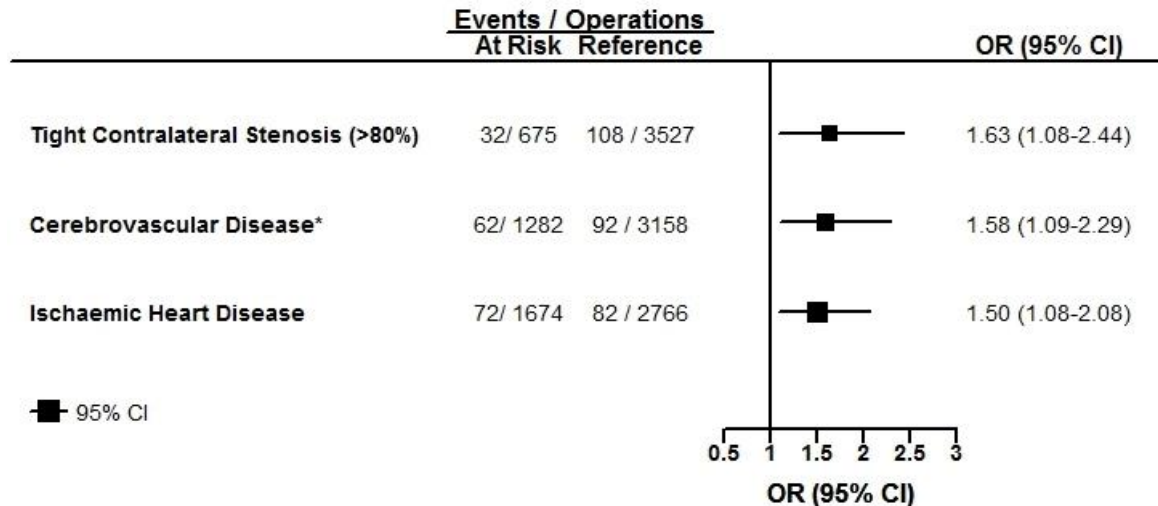 Events / Operations
At Risk Reference OR (95% CI)
Tight Contralateral Stenosis (>80%) 32/ 675 108 / 3527 1.63 (1.08-2.44)
Cerebrovascular Disease* 62/ 1282 92 / 3158 1.58 (1.09-2.29)
Ischaemic Heart Disease 72/ 1674 82 / 2766 1.50 (1.08-2.08)
95% CI
0.5 1 1.5 2 2.5 3
OR (95% CI)